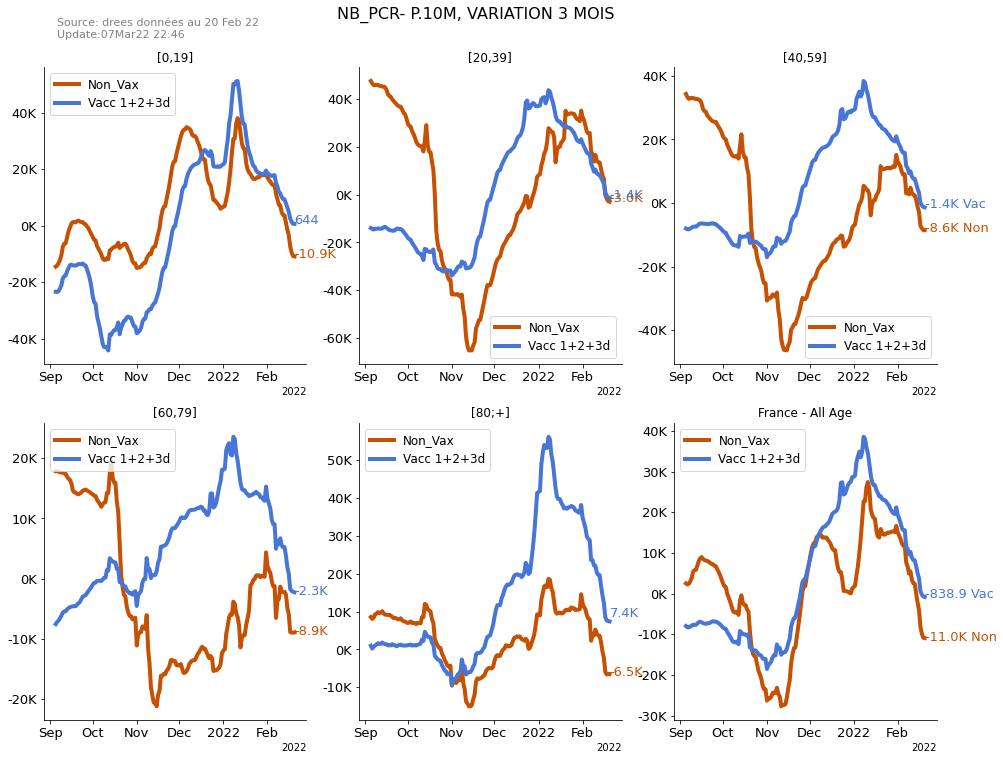 NB_PCR- P.10M, VARIATION 3 MOIS
Source: drees données au 20 Feb 22
Update:07Mar22 22:46
[0,19]
Non_Vax
Vacc 1+2+3d
40K
20K
0K
-20K
-40K
644
-10.9K
Sep Oct Nov Dec 2022 Feb
2022
[20,39]
40K
20K
0K
-20K
-40K
-60K
-1.4K
-3.0K
Non_Vax
Vacc 1+2+3d
Sep Oct Nov Dec 2022 Feb
2022
[40,59]
40K
20K
0K
-20K
-40K
-1.4K Vac
-8.6K Non
Non_Vax
Vacc 1+2+3d
Sep Oct Nov Dec 2022 Feb
2022
[60,79]
Non_Vax
Vacc 1+2+3d
20K
10K
0K
-10K
-20K
-2.3K
-8.9K
Sep Oct Nov Dec 2022 Feb
2022
[80;+]
Non_Vax
Vacc 1+2+3d
50K
40K
30K
20K
10K
0K
-10K
7.4K
-6.5K
Sep Oct Nov Dec 2022 Feb
2022
France - All Age
Non_Vax
Vacc 1+2+3d
40K
30K
20K
10K
0K
-10K
-20K
-30K
-838.9 Vac
-11.0K Non
Sep Oct Nov Dec 2022 Feb
2022